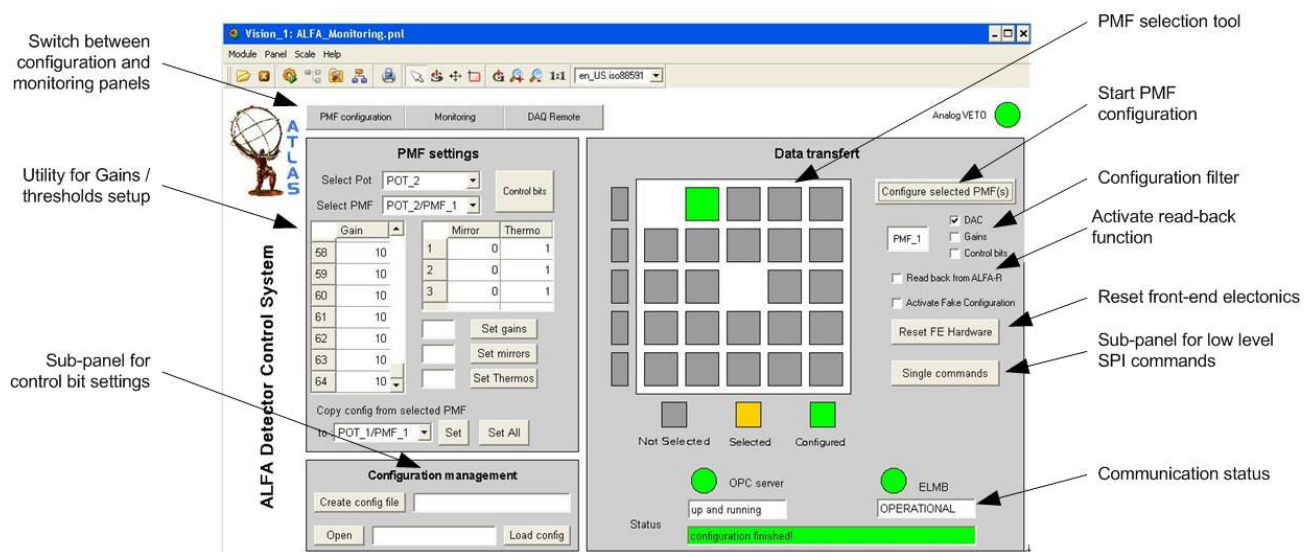 Switch between
configuration and
monitoring panels
Utility for Gains /
thresholds setup
Sub-panel for
control bit settings
Vision_1: ALFA_Monitoring.pnl
Module Panel Scale Help
1:1
en_US.iso88591
ATLAS
ALFA Detector Control System
PMF configuration
Monitoring
DAQ Remote
Analog VETO
PMF settings
Select Pot
POT_2
Select PMF
POT_2/PMF_1
Control bits
Gain
58 10
59 10
60 10
61 10
62 10
63 10
64 10
Mirror Thermo
1 0 1
2 0 1
3 0 1
Set gains
Set mirrors
Set Thermos
Copy config from selected PMF
to POT_1/PMF_1
Set
Set All
Configuration management
Create config file
Open
Load config
Data transfert
Configure selected PMF(s)
PMF_1
DAC
Gains
Control bits
Read back from ALFA-R
Activate Fake Configuration
Reset FE Hardware
Single commands
Not Selected
Selected
Configured
OPC server
ELMB
up and running
OPERATIONAL
Status
configuration finished!
PMF selection tool
Start PMF
configuration
Configuration filter
Activate read-back
function
Reset front-end electonics
Sub-panel for low level
SPI commands
Communication status